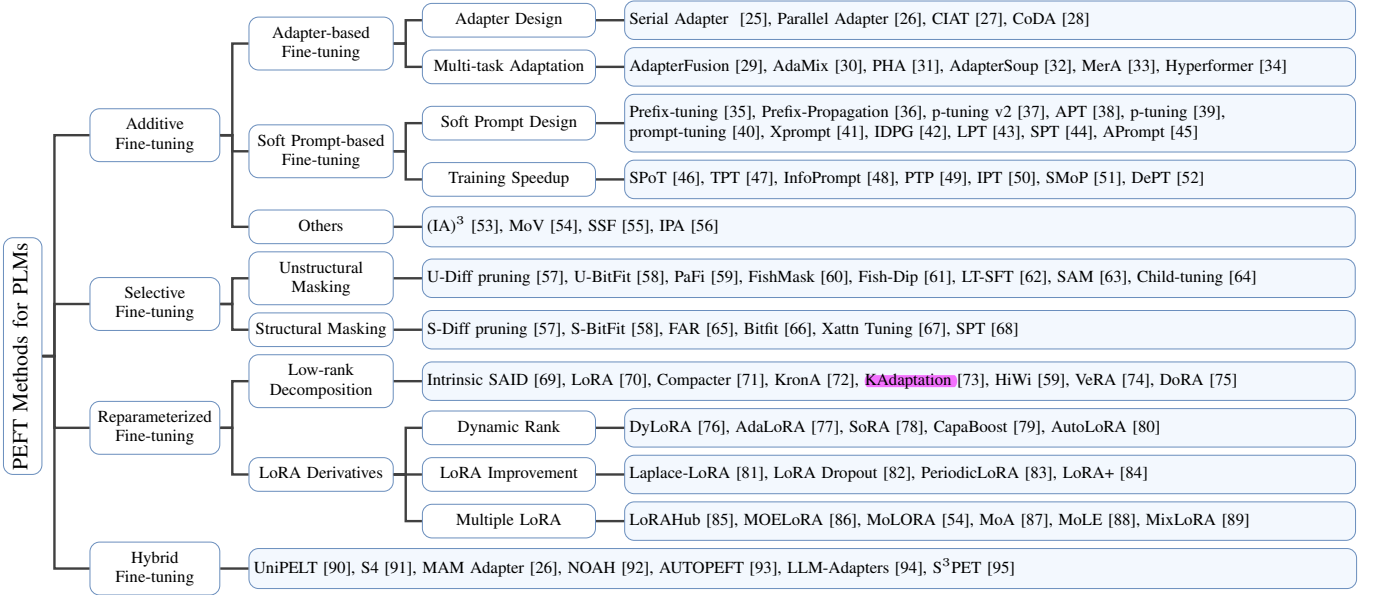 PEFT Methods for PLMs
Additive
Fine-tuning
Adapter-based
Fine-tuning
Adapter Design
Serial Adapter [25], Parallel Adapter [26], CIAT [27], CoDA [28]
Multi-task Adaptation
AdapterFusion [29], AdaMix [30], PHA [31], AdapterSoup [32], MerA [33], Hyperformer [34]
Soft Prompt-based
Fine-tuning
Soft Prompt Design
Prefix-tuning [35], Prefix-Propagation [36], p-tuning v2 [37], APT [38], p-tuning [39],
prompt-tuning [40], Xprompt [41], IDPG [42], LPT [43], SPT [44], APrompt [45]
Training Speedup
SPoT [46], TPT [47], InfoPrompt [48], PTP [49], IPT [50], SMoP [51], DePT [52]
Others
(IA)³ [53], MoV [54], SSF [55], IPA [56]
Selective
Fine-tuning
Unstructural
Masking
U-Diff pruning [57], U-BitFit [58], PaFi [59], FishMask [60], Fish-Dip [61], LT-SFT [62], SAM [63], Child-tuning [64]
Structural Masking
S-Diff pruning [57], S-BitFit [58], FAR [65], Bitfit [66], Xattn Tuning [67], SPT [68]
Reparameterized
Fine-tuning
Low-rank
Decomposition
Intrinsic SAID [69], LoRA [70], Compacter [71], KronA [72], KAdaptation [73], HiWi [59], VeRA [74], DoRA [75]
LoRA Derivatives
Dynamic Rank
DyLoRA [76], AdaLoRA [77], SoRA [78], CapaBoost [79], AutoLoRA [80]
LoRA Improvement
Laplace-LoRA [81], LoRA Dropout [82], PeriodicLoRA [83], LoRA+ [84]
Multiple LoRA
LoRAHub [85], MOELoRA [86], MoLORA [54], MoA [87], MoLE [88], MixLoRA [89]
Hybrid
Fine-tuning
UniPELT [90], S4 [91], MAM Adapter [26], NOAH [92], AUTOPEFT [93], LLM-Adapters [94], S³PET [95]